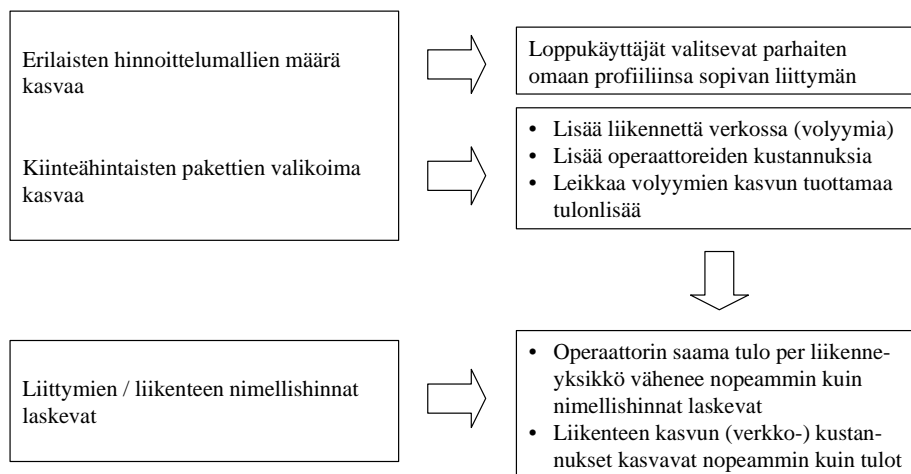 Erilaisten hinnoittelumallien määrä
kasvaa
Loppukäyttäjät valitsevat parhaiten
omaan profiiliinsa sopivan liittymän
Kiinteähintaisten pakettien valikoima
kasvaa
• Lisää liikennettä verkossa (volyymia)
• Lisää operaattoreiden kustannuksia
• Leikkaa volyymien kasvun tuottamaa
tulonlisää
Liittymien / liikenteen nimellishinnat
laskevat
• Operaattorin saama tulo per liikenne-
yksikkö vähenee nopeammin kuin
nimellishinnat laskevat
• Liikenteen kasvun (verkko-) kustan-
nukset kasvavat nopeammin kuin tulot